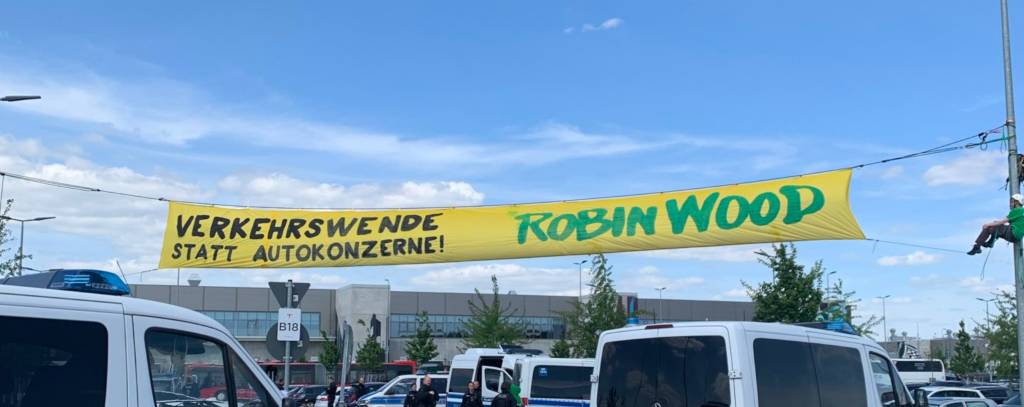 VERKEHRSWENDE
STATT AUTOKONZERNE!
ROBIN WOOD
B18